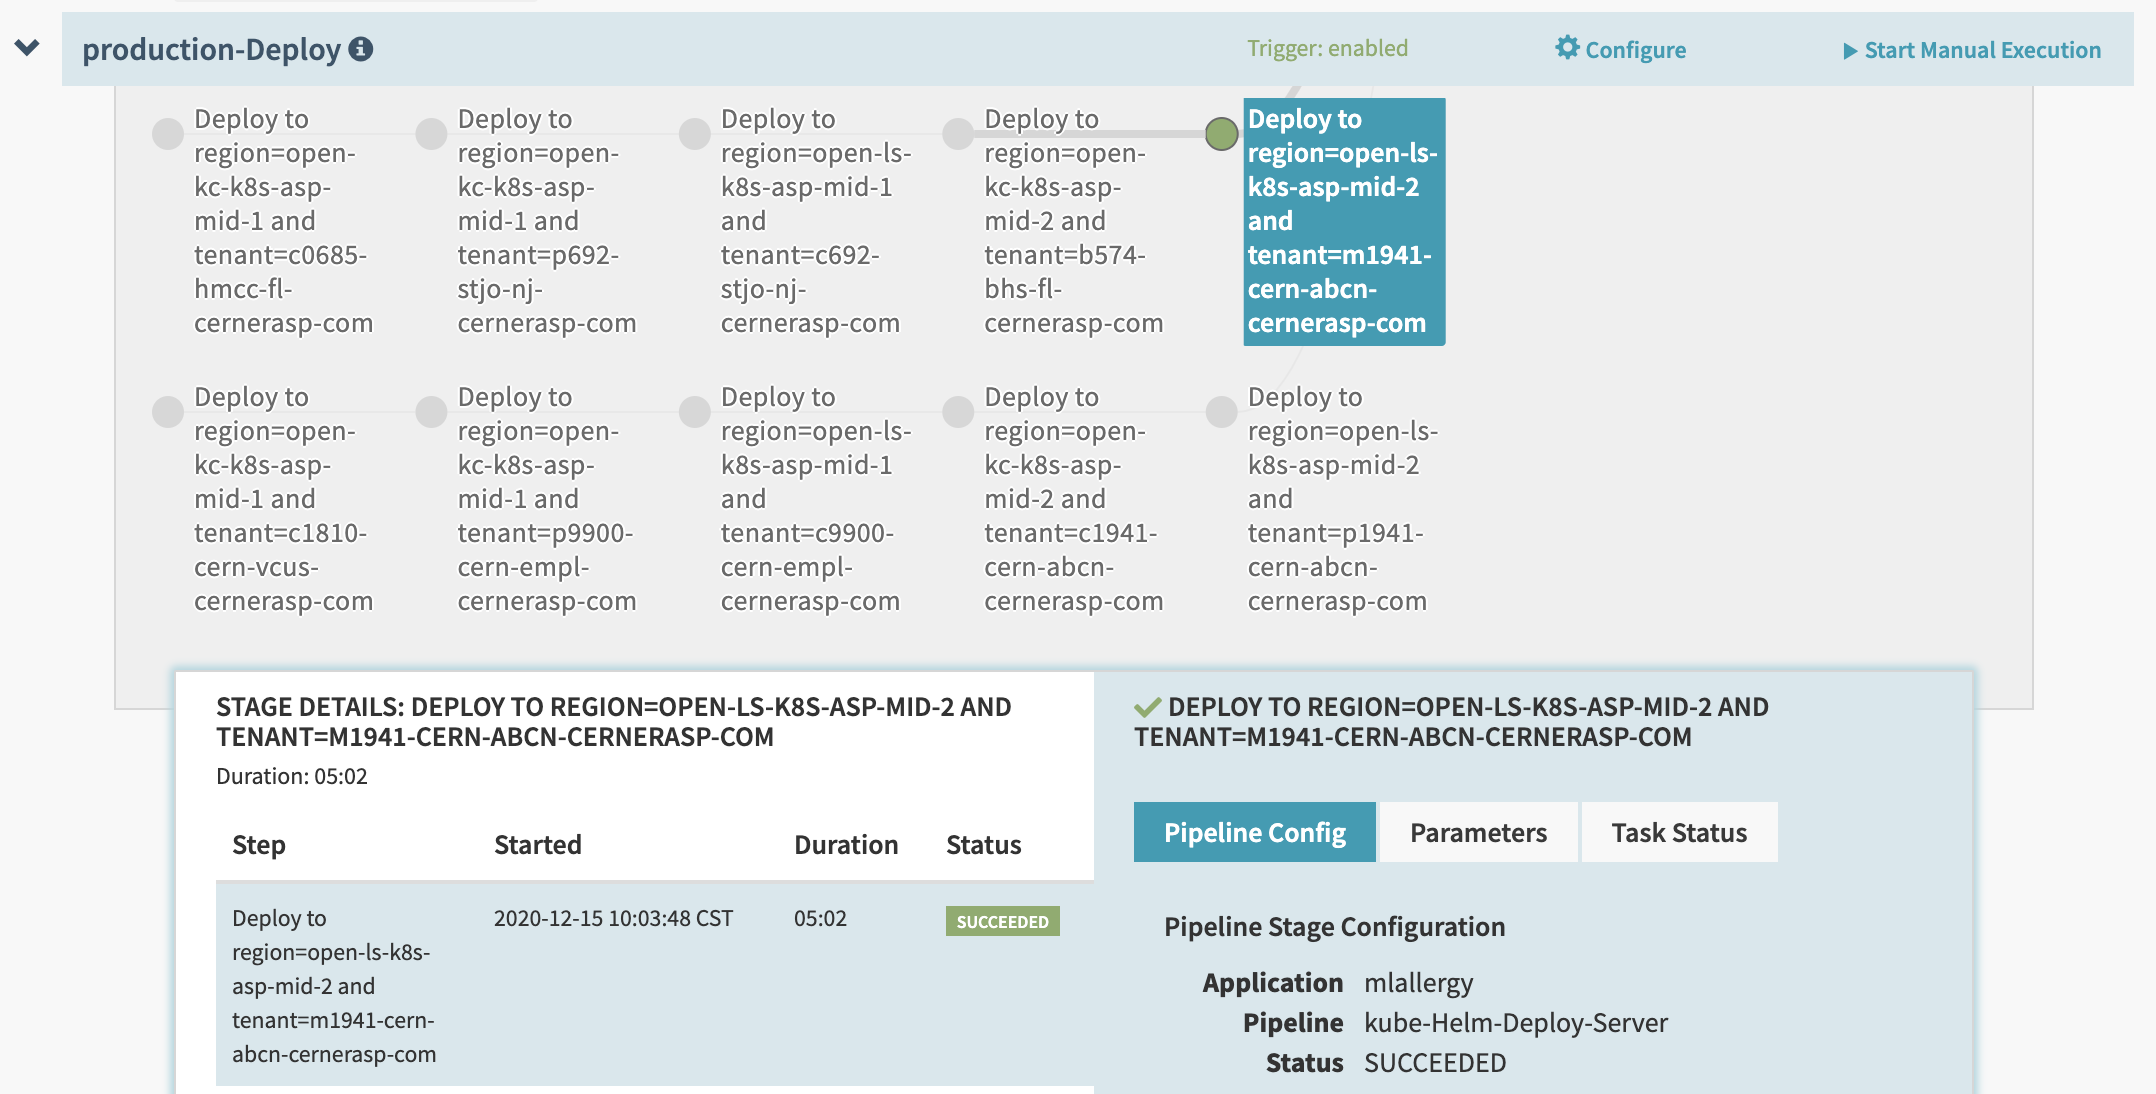 production-Deploy
Trigger: enabled
Configure
Start Manual Execution
Deploy to
region=open-
kc-k8s-asp-
mid-1 and
tenant=c0685-
hmcc-fl-
cernerasp-com
Deploy to
region=open-
kc-k8s-asp-
mid-1 and
tenant=p692-
stjo-nj-
cernerasp-com
Deploy to
region=open-ls-
k8s-asp-mid-1
and
tenant=c692-
stjo-nj-
cernerasp-com
Deploy to
region=open-
kc-k8s-asp-
mid-2 and
tenant=b574-
bhs-fl-
cernerasp-com
Deploy to
region=open-ls-
k8s-asp-mid-2
and
tenant=m1941-
cern-abcn-
cernerasp-com
Deploy to
region=open-
kc-k8s-asp-
mid-1 and
tenant=c1810-
cern-vcus-
cernerasp-com
Deploy to
region=open-
kc-k8s-asp-
mid-1 and
tenant=p9900-
cern-empl-
cernerasp-com
Deploy to
region=open-ls-
k8s-asp-mid-1
and
tenant=c9900-
cern-empl-
cernerasp-com
Deploy to
region=open-
kc-k8s-asp-
mid-2 and
tenant=c1941-
cern-abcn-
cernerasp-com
Deploy to
region=open-ls-
k8s-asp-mid-2
and
tenant=p1941-
cern-abcn-
cernerasp-com
STAGE DETAILS: DEPLOY TO REGION=OPEN-LS-K8S-ASP-MID-2 AND
TENANT=M1941-CERN-ABCN-CERNERASP-COM
Duration: 05:02
Step Started Duration Status
Deploy to
region=open-ls-k8s-
asp-mid-2 and
tenant=m1941-cern-
abcn-cernerasp-com
2020-12-15 10:03:48 CST
05:02
SUCCEEDED
DEPLOY TO REGION=OPEN-LS-K8S-ASP-MID-2 AND
TENANT=M1941-CERN-ABCN-CERNERASP-COM
Pipeline Config
Parameters
Task Status
Pipeline Stage Configuration
Application mlallergy
Pipeline kube-Helm-Deploy-Server
Status SUCCEEDED